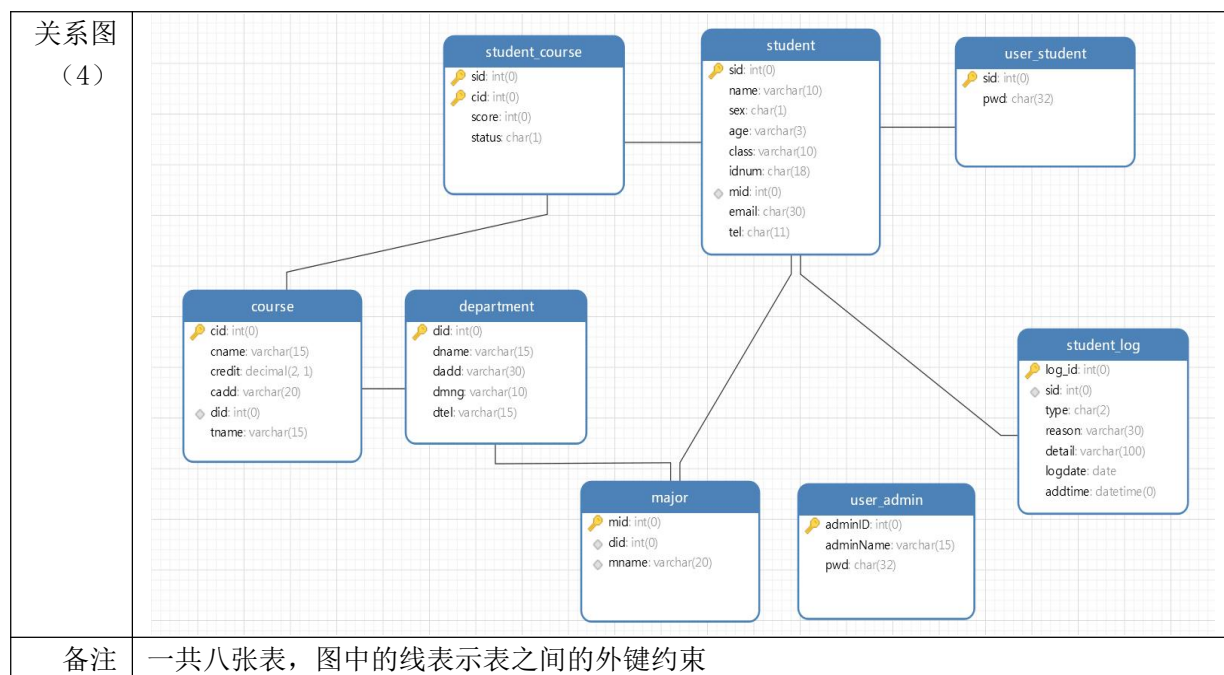 关系图
（4）
student_course
sid: int(0)
cid: int(0)
score: int(0)
status: char(1)
student
sid: int(0)
name: varchar(10)
sex: char(1)
age: varchar(3)
class: varchar(10)
idnum: char(18)
mid: int(0)
email: char(30)
tel: char(11)
user_student
sid: int(0)
pwd: char(32)
course
cid: int(0)
cname: varchar(15)
credit: decimal(2, 1)
cadd: varchar(20)
did: int(0)
tname: varchar(15)
department
did: int(0)
dname: varchar(15)
dadd: varchar(30)
dmng: varchar(10)
dtel: varchar(15)
student_log
log_id: int(0)
sid: int(0)
type: char(2)
reason: varchar(30)
detail: varchar(100)
logdate: date
addtime: datetime(0)
major
mid: int(0)
did: int(0)
mname: varchar(20)
user_admin
adminID: int(0)
adminName: varchar(15)
pwd: char(32)
备注 一共八张表，图中的线表示表之间的外键约束